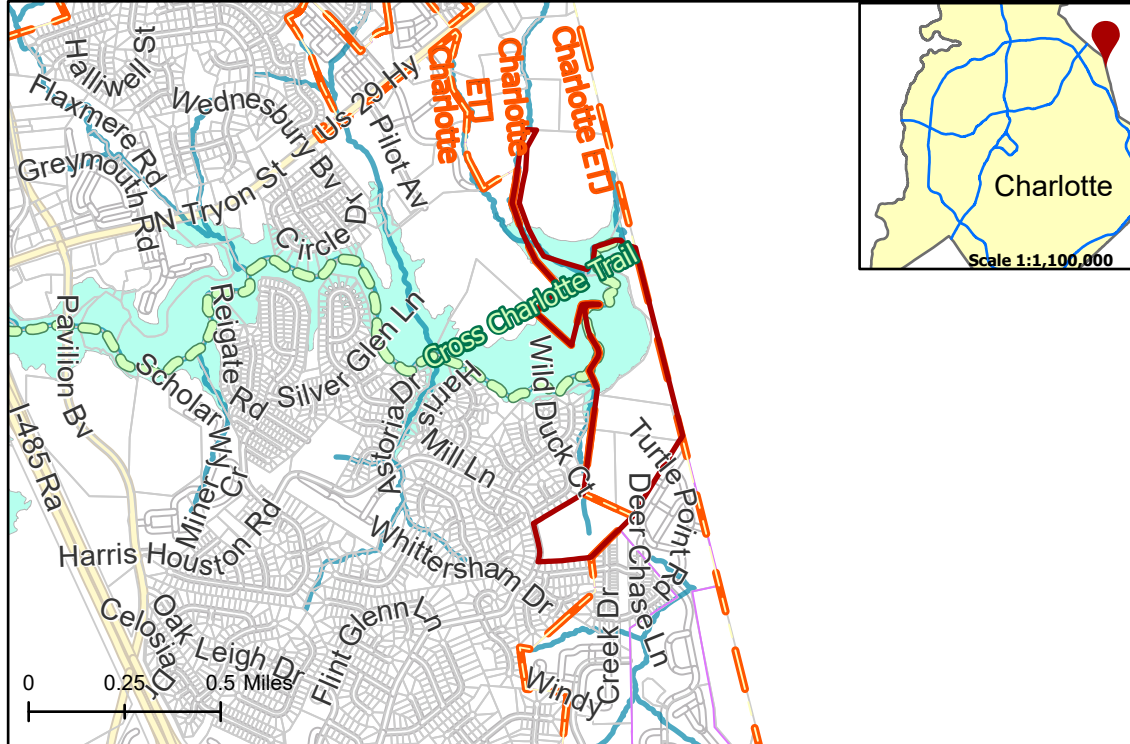 Halliwell St
Flaxmere Rd
Greymouth Rd
Wednesbury Bv
N Tryon St
Us 29 Hy
Pilot Av
Circle Dr
Charlotte
ETJ
Charlotte
Charlotte ETJ
Cross Charlotte Trail
Pavilion Bv
Reigate Rd
Scholar Wy
Silver Glen Ln
Astoria Dr
Harris
Mill Ln
Wild Duck Ct
Turtle Point Rd
Deer Chase Ln
I-485 Ra
Miner Ct
Harris Houston Rd
Whittersham Dr
Celosia Dr
Oak Leigh Dr
Flint Glenn Ln
Creek Dr
Windy
0 0.25 0.5 Miles
Charlotte
Scale 1:1,100,000